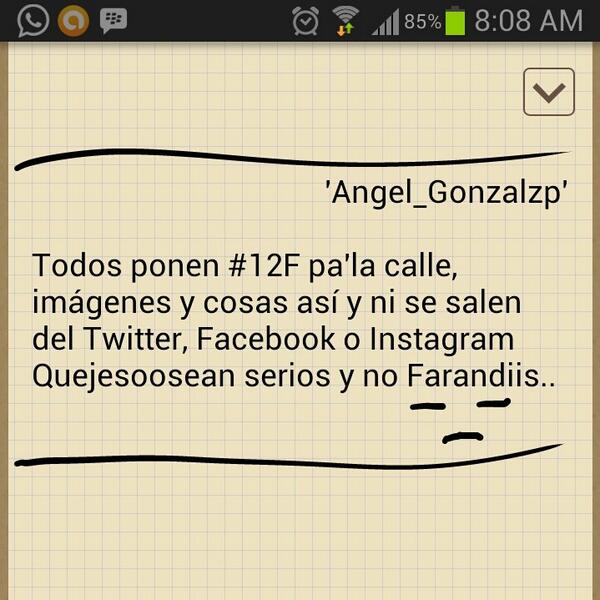 85% 8:08 AM
'Angel_Gonzalzp'
Todos ponen #12F pa'la calle,
imágenes y cosas así y ni se salen
del Twitter, Facebook o Instagram
Quejesoosean serios y no Farandiis..